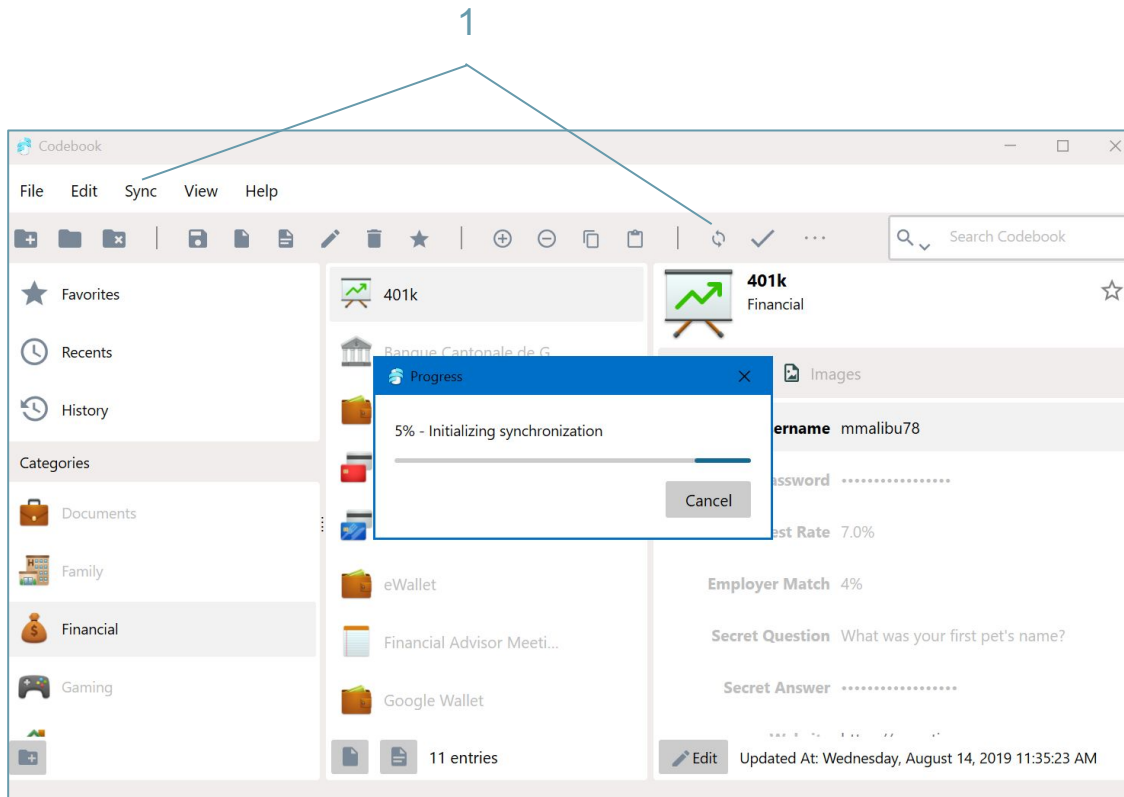 1
Codebook
File Edit Sync View Help
Search Codebook
Favorites
Recents
History
Categories
Documents
Family
Financial
Gaming
401k
Banque Cantonale de G
eWallet
Financial Advisor Meeti...
Google Wallet
11 entries
Progress
5% - Initializing synchronization
Cancel
401k
Financial
Images
ername mmalibu78
assword ••••••••••••••••
est Rate 7.0%
Employer Match 4%
Secret Question What was your first pet's name?
Secret Answer •••••••••••••••••
Edit Updated At: Wednesday, August 14, 2019 11:35:23 AM